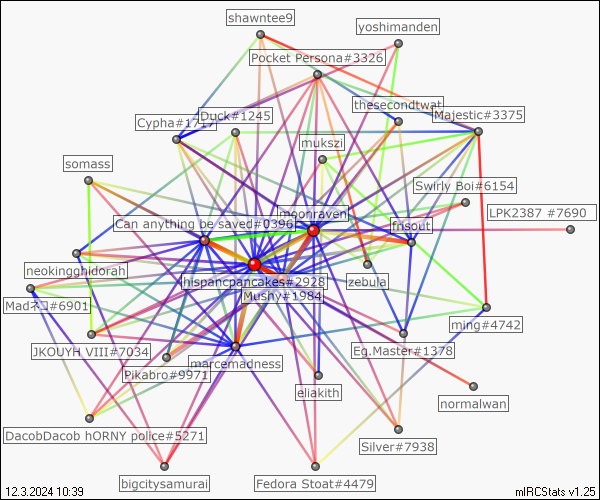 shawntee9
yoshimanden
Pocket Persona#3326
thesecondtwat
Majestic#3375
Duck#1245
Cypha#1717
mukszi
somass
Swirly Boi#6154
LPK2387 #7690
moonraven
Can anything be saved#0396
frisout
neokingghidorah
zebula
hispancpancakes#2928
Mushy#1984
Madネコ#6901
ming#4742
JKOUYH VIII#7034
Eg.Master#1378
marcemadness
Pikabro#9971
eliakith
normalwan
DacobDacob hORNY police#5271
Silver#7938
bigcitysamurai
Fedora Stoat#4479
12.3.2024 10:39
mIRCStats v1.25